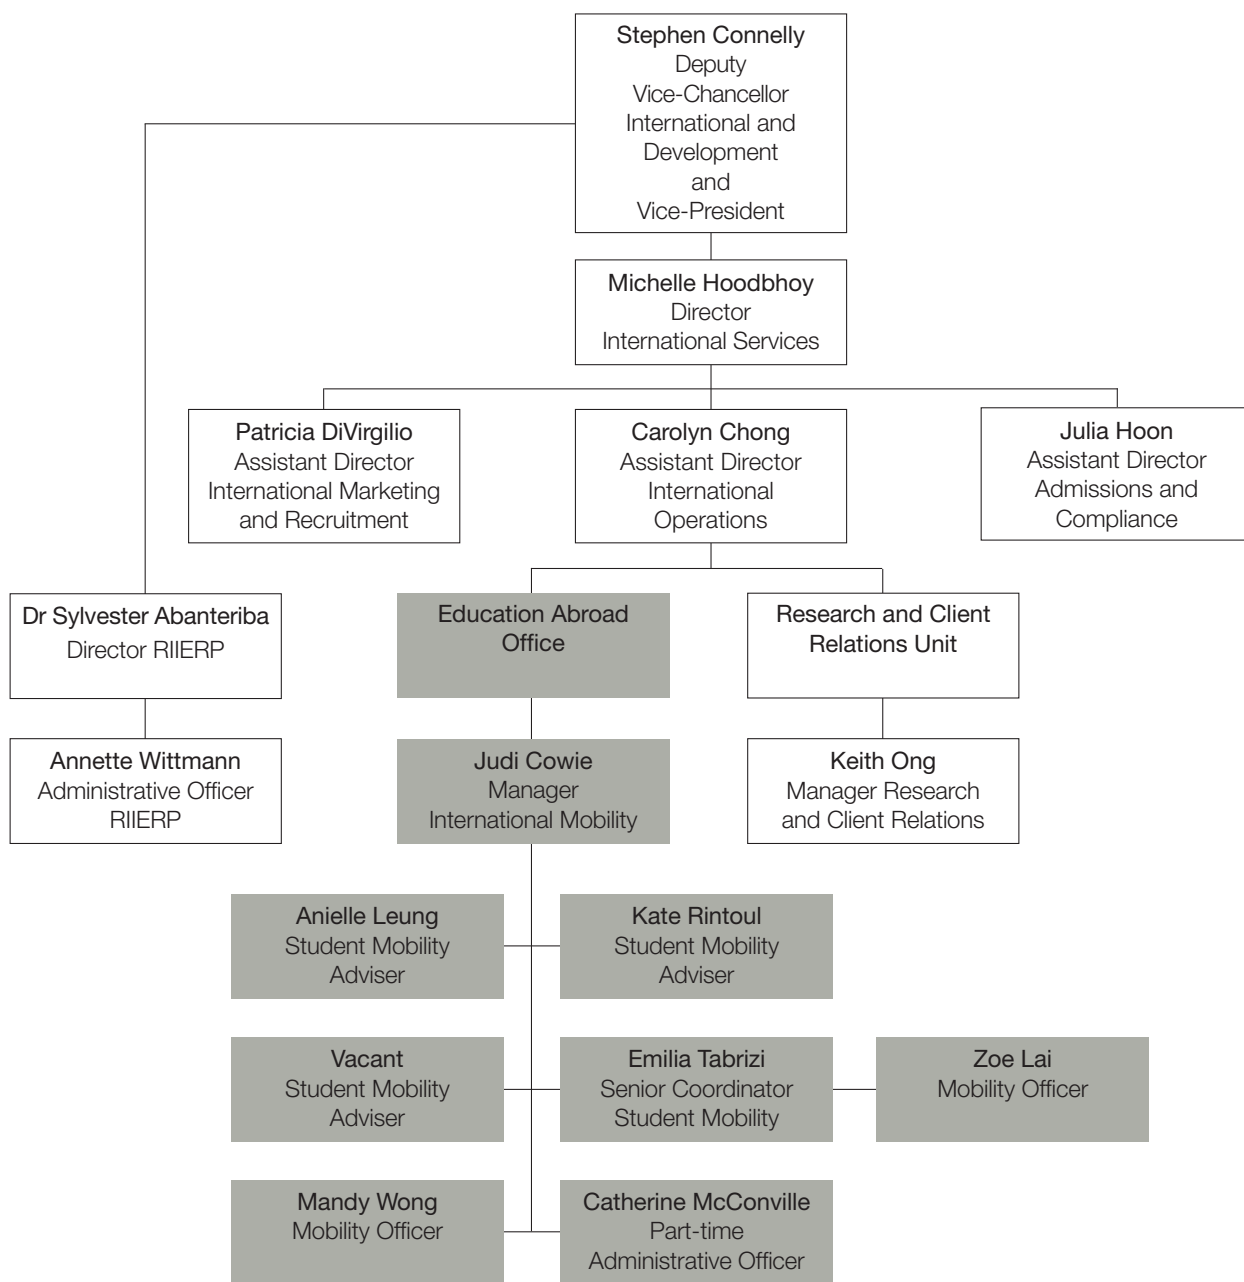 Stephen Connelly
Deputy
Vice-Chancellor
International and
Development
and
Vice-President
Michelle Hoodbhoy
Director
International Services
Patricia DiVirgilio
Assistant Director
International Marketing
and Recruitment
Carolyn Chong
Assistant Director
International
Operations
Julia Hoon
Assistant Director
Admissions and
Compliance
Dr Sylvester Abanteriba
Director RIIERP
Education Abroad
Office
Research and Client
Relations Unit
Annette Wittmann
Administrative Officer
RIIERP
Judi Cowie
Manager
International Mobility
Keith Ong
Manager Research
and Client Relations
Anielle Leung
Student Mobility
Adviser
Kate Rintoul
Student Mobility
Adviser
Vacant
Student Mobility
Adviser
Emilia Tabrizi
Senior Coordinator
Student Mobility
Zoe Lai
Mobility Officer
Mandy Wong
Mobility Officer
Catherine McConville
Part-time
Administrative Officer